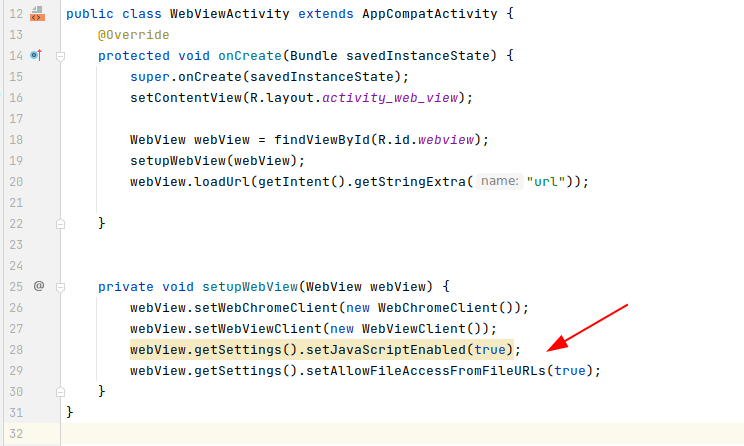 12 public class WebViewActivity extends AppCompatActivity {
13 @Override
14 protected void onCreate(Bundle savedInstanceState) {
15 super.onCreate(savedInstanceState);
16 setContentView(R.layout.activity_web_view);
17
18 WebView webView = findViewById(R.id.webview);
19 setupWebView(webView);
20 webView.loadUrl(getIntent().getStringExtra( name: "url"));
21
22 }
23
24
25 @ private void setupWebView(WebView webView) {
26 webView.setWebChromeClient(new WebChromeClient());
27 webView.setWebViewClient(new WebViewClient());
28 webView.getSettings().setJavaScriptEnabled(true);
29 webView.getSettings().setAllowFileAccessFromFileURLs(true);
30 }
31 }
32